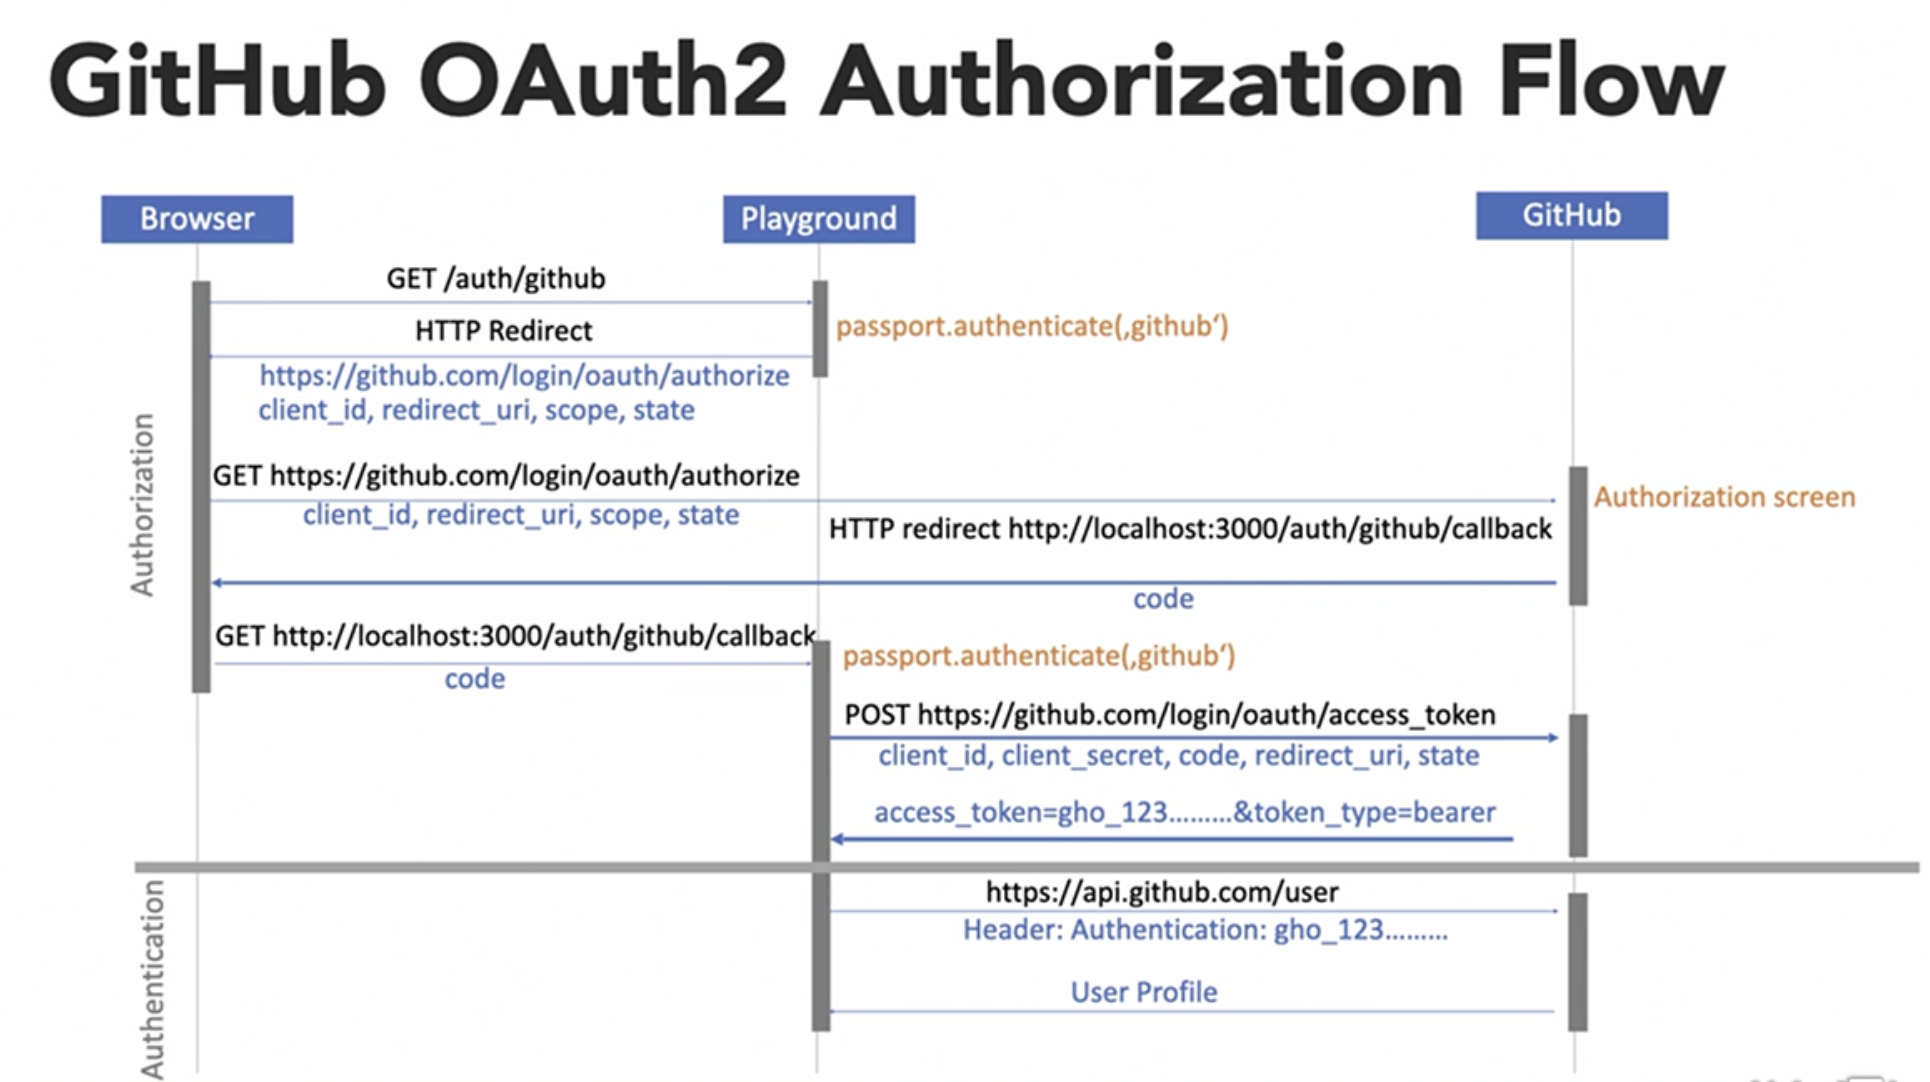 GitHub OAuth2 Authorization Flow
Browser
Playground
GitHub
GET /auth/github
HTTP Redirect
passport.authenticate(‚github‘)
https://github.com/login/oauth/authorize
client_id, redirect_uri, scope, state
Authorization
GET https://github.com/login/oauth/authorize
client_id, redirect_uri, scope, state
Authorization screen
HTTP redirect http://localhost:3000/auth/github/callback
code
GET http://localhost:3000/auth/github/callback
code
passport.authenticate(‚github‘)
POST https://github.com/login/oauth/access_token
client_id, client_secret, code, redirect_uri, state
access_token=gho_123.........&token_type=bearer
Authentication
https://api.github.com/user
Header: Authentication: gho_123.........
User Profile